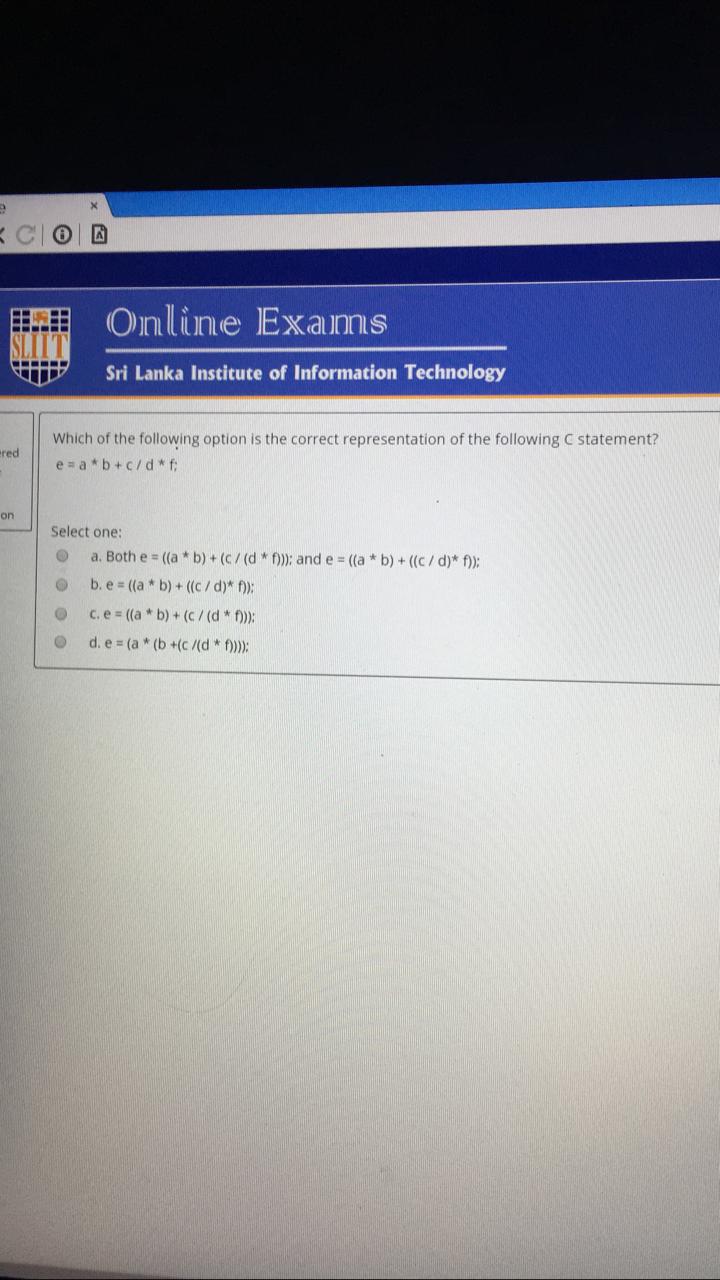 SLIIT
Online Exams
Sri Lanka Institute of Information Technology
Which of the following option is the correct representation of the following C statement?
e = a * b + c / d * f;
on
Select one:
a. Both e = ((a * b) + (c / (d * f))); and e = ((a * b) + ((c / d)* f));
b. e = ((a * b) + ((c / d)* f));
c. e = ((a * b) + (c / (d * f)));
d. e = (a * (b +(c /(d * f))));